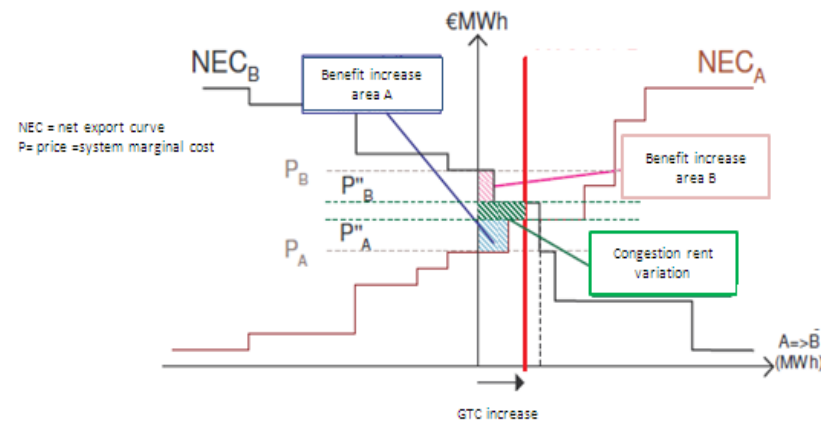 €MWh
NEC_B
NEC_A
Benefit increase
area A
NEC = net export curve
P= price =system marginal cost
Benefit increase
area B
P_B
P"_B
P"_A
P_A
Congestion rent
variation
A=>B
(MWh)
GTC increase